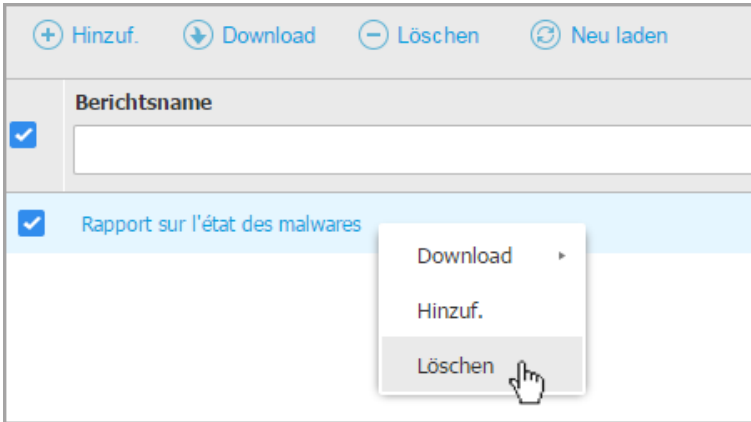 Hinzuf. Download Löschen Neu laden
Berichtsname
Rapport sur l'état des malwares
Download
Hinzuf.
Löschen